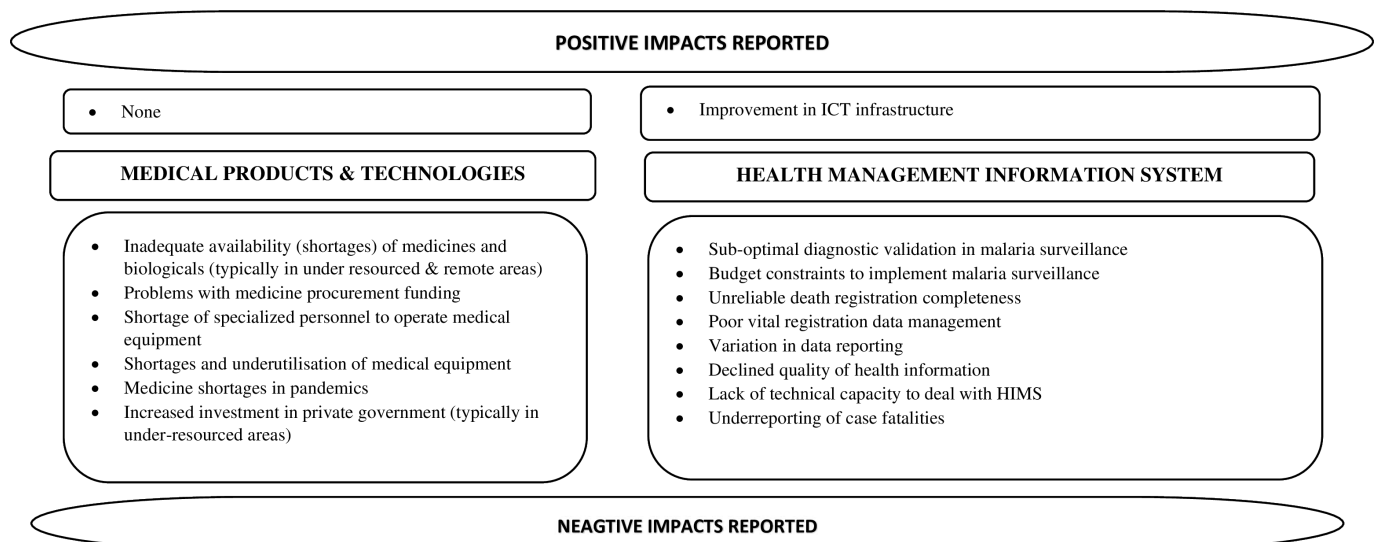 POSITIVE IMPACTS REPORTED
• None
• Improvement in ICT infrastructure
MEDICAL PRODUCTS & TECHNOLOGIES
HEALTH MANAGEMENT INFORMATION SYSTEM
• Inadequate availability (shortages) of medicines and
biologicals (typically in under resourced & remote areas)
• Problems with medicine procurement funding
• Shortage of specialized personnel to operate medical
equipment
• Shortages and underutilisation of medical equipment
• Medicine shortages in pandemics
• Increased investment in private government (typically in
under-resourced areas)
• Sub-optimal diagnostic validation in malaria surveillance
• Budget constraints to implement malaria surveillance
• Unreliable death registration completeness
• Poor vital registration data management
• Variation in data reporting
• Declined quality of health information
• Lack of technical capacity to deal with HIMS
• Underreporting of case fatalities
NEAGTIVE IMPACTS REPORTED